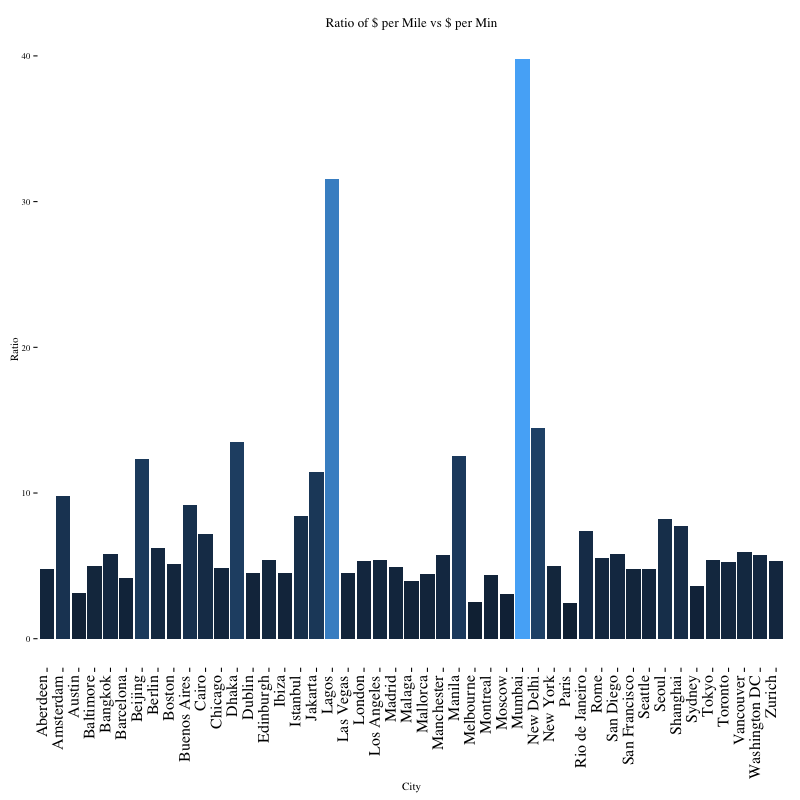 Ratio of $ per Mile vs $ per Min
40
30
20
10
0
Ratio
Aberdeen
Amsterdam
Austin
Baltimore
Bangkok
Barcelona
Beijing
Berlin
Boston
Buenos Aires
Cairo
Chicago
Dhaka
Dublin
Edinburgh
Ibiza
Istanbul
Jakarta
Lagos
Las Vegas
London
Los Angeles
Madrid
Malaga
Mallorca
Manchester
Manila
Melbourne
Montreal
Moscow
Mumbai
New Delhi
New York
Paris
Rio de Janeiro
Rome
San Diego
San Francisco
Seattle
Seoul
Shanghai
Sydney
Tokyo
Toronto
Vancouver
Washington DC
Zurich
City